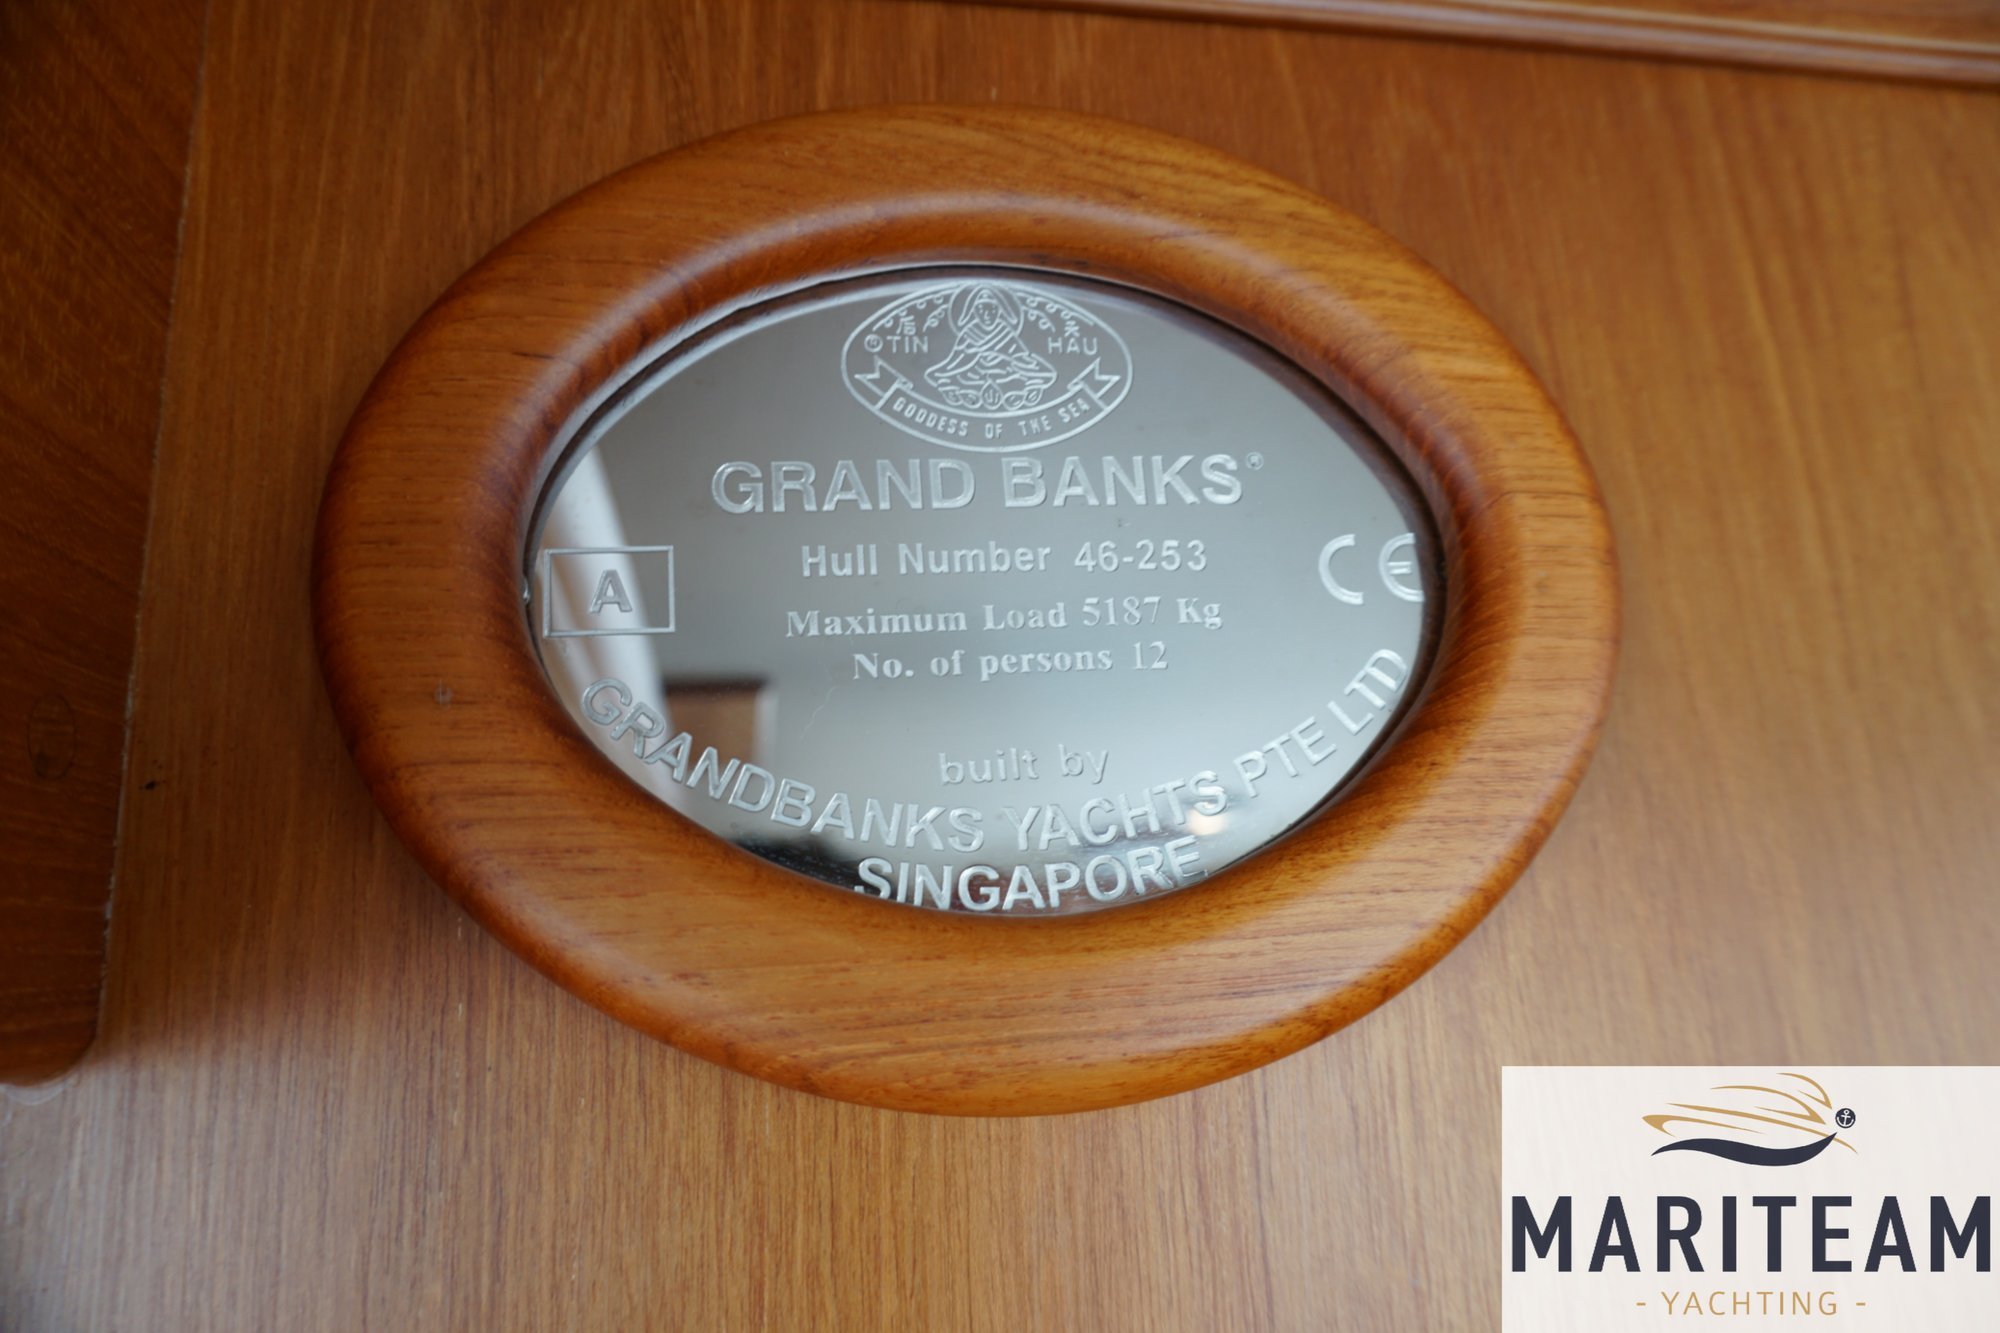 ® TIN HAU
GODDESS OF THE SEA
GRAND BANKS®
Hull Number 46-253
A
CE
Maximum Load 5187 Kg
No. of persons 12
built by
GRANDBANKS YACHTS PTE LTD
SINGAPORE
MARITEAM
- YACHTING -